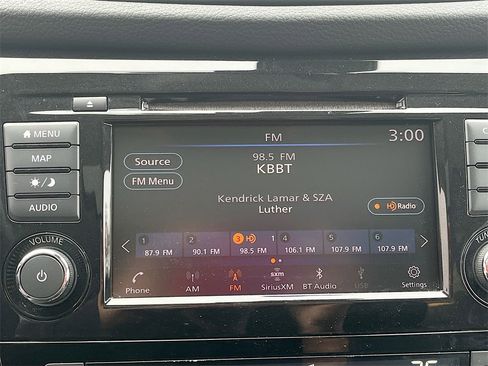 FM
3:00
MENU
MAP
AUDIO
VOLUME
Source
FM Menu
98.5 FM
KBBT
Kendrick Lamar & SZA
Luther
HD Radio
1
87.9 FM
2
90.1 FM
3 HD 1
98.5 FM
4
106.1 FM
5
107.9 FM
6
107.9 FM
Phone
AM
FM
sxm
SiriusXM
BT Audio
USB
Settings